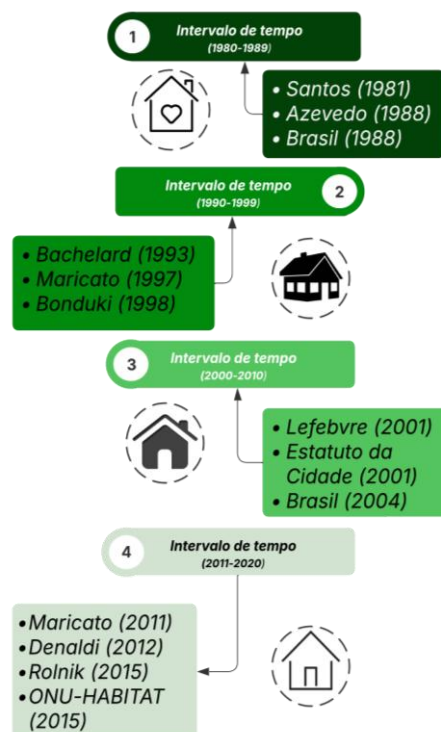 1
Intervalo de tempo
(1980-1989)
• Santos (1981)
• Azevedo (1988)
• Brasil (1988)
Intervalo de tempo
(1990-1999)
2
• Bachelard (1993)
• Maricato (1997)
• Bonduki (1998)
3
Intervalo de tempo
(2000-2010)
• Lefebvre (2001)
• Estatuto da
Cidade (2001)
• Brasil (2004)
4
Intervalo de tempo
(2011-2020)
• Maricato (2011)
• Denaldi (2012)
• Rolnik (2015)
• ONU-HABITAT
(2015)